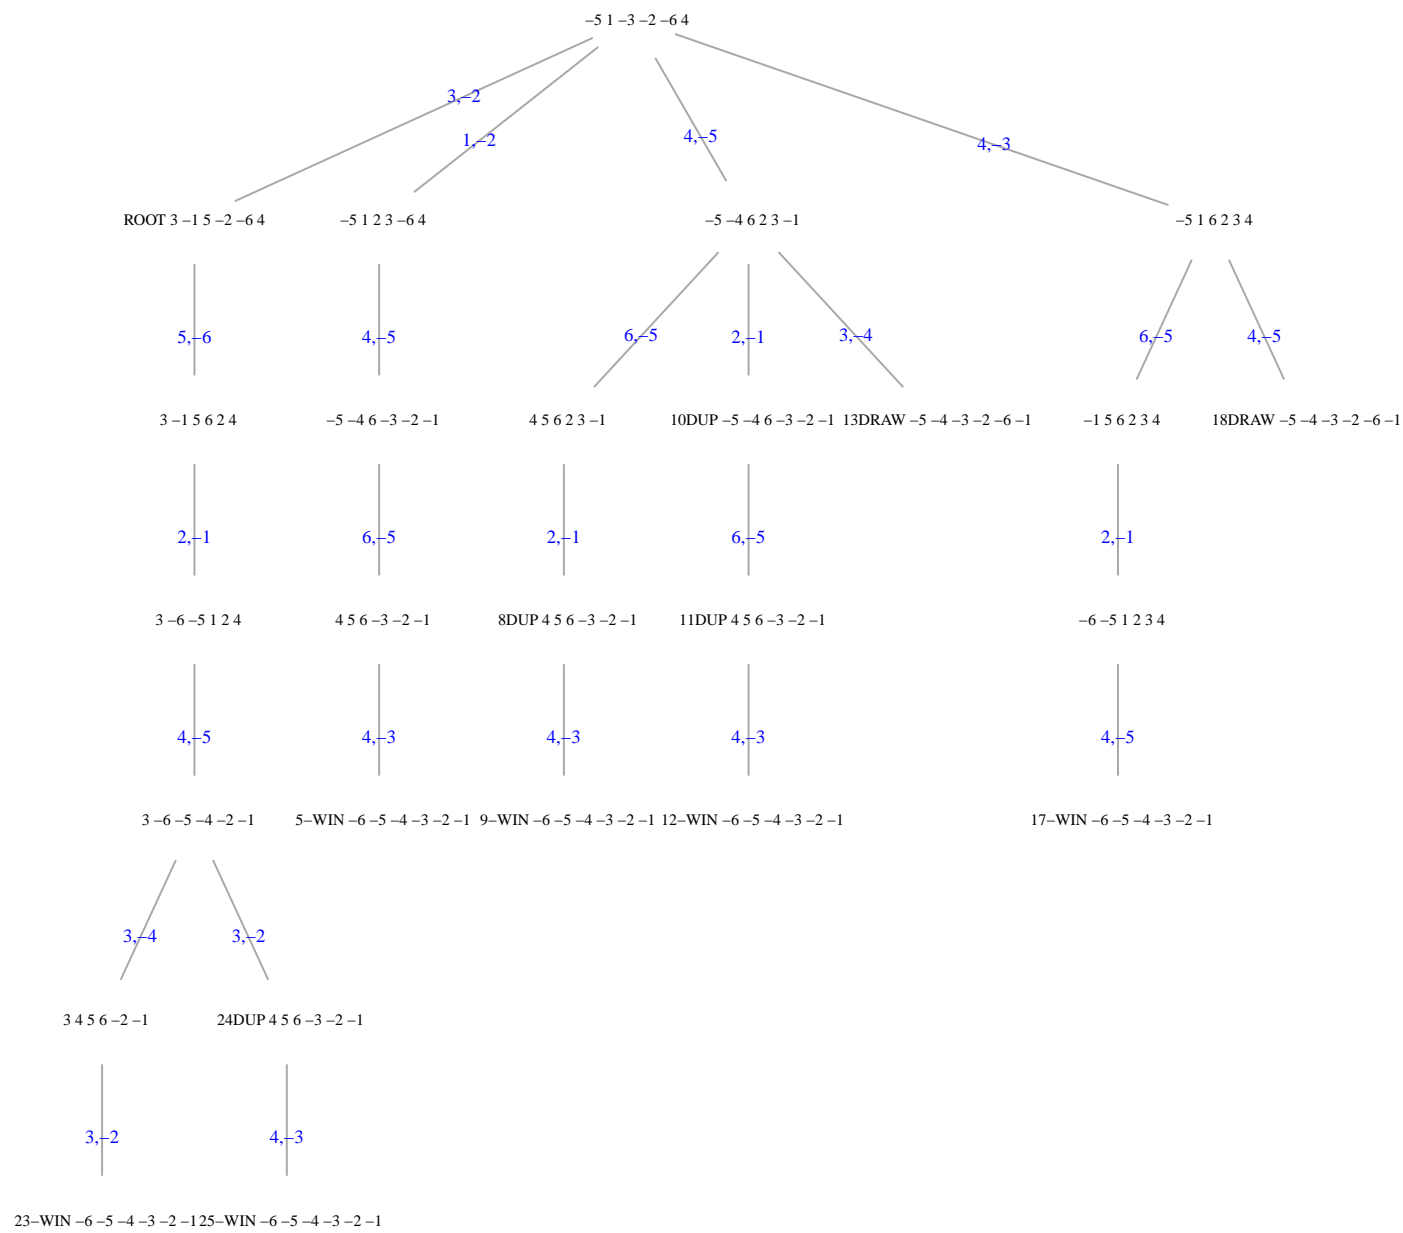 –5 1 –3 –2 –6 4
3,–2
1,–2
4,–5
4,–3
ROOT 3 –1 5 –2 –6 4
–5 1 2 3 –6 4
–5 –4 6 2 3 –1
–5 1 6 2 3 4
5,–6
4,–5
6,–5
2,–1
3,–4
6,–5
4,–5
3 –1 5 6 2 4
–5 –4 6 –3 –2 –1
4 5 6 2 3 –1
10DUP –5 –4 6 –3 –2 –1
13DRAW –5 –4 –3 –2 –6 –1
–1 5 6 2 3 4
18DRAW –5 –4 –3 –2 –6 –1
2,–1
6,–5
2,–1
6,–5
2,–1
3 –6 –5 1 2 4
4 5 6 –3 –2 –1
8DUP 4 5 6 –3 –2 –1
11DUP 4 5 6 –3 –2 –1
–6 –5 1 2 3 4
4,–5
4,–3
4,–3
4,–3
4,–5
3 –6 –5 –4 –2 –1
5–WIN –6 –5 –4 –3 –2 –1
9–WIN –6 –5 –4 –3 –2 –1
12–WIN –6 –5 –4 –3 –2 –1
17–WIN –6 –5 –4 –3 –2 –1
3,–4
3,–2
3 4 5 6 –2 –1
24DUP 4 5 6 –3 –2 –1
3,–2
4,–3
23–WIN –6 –5 –4 –3 –2 –1
25–WIN –6 –5 –4 –3 –2 –1